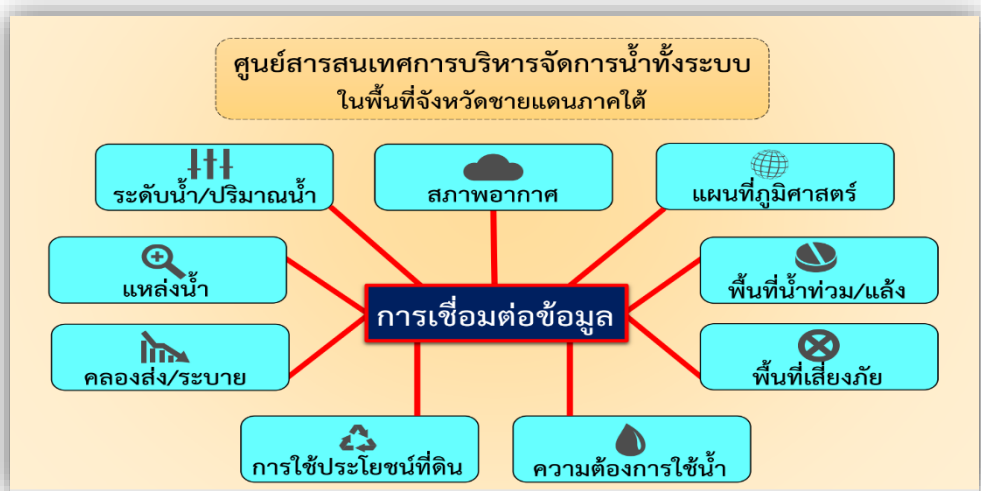 ศูนย์สารสนเทศการบริหารจัดการน้ำทั้งระบบ
ในพื้นที่จังหวัดชายแดนภาคใต้
ระดับน้ำ/ปริมาณน้ำ
สภาพอากาศ
แผนที่ภูมิศาสตร์
แหล่งน้ำ
พื้นที่น้ำท่วม/แล้ง
การเชื่อมต่อข้อมูล
คลองส่ง/ระบาย
พื้นที่เสี่ยงภัย
การใช้ประโยชน์ที่ดิน
ความต้องการใช้น้ำ